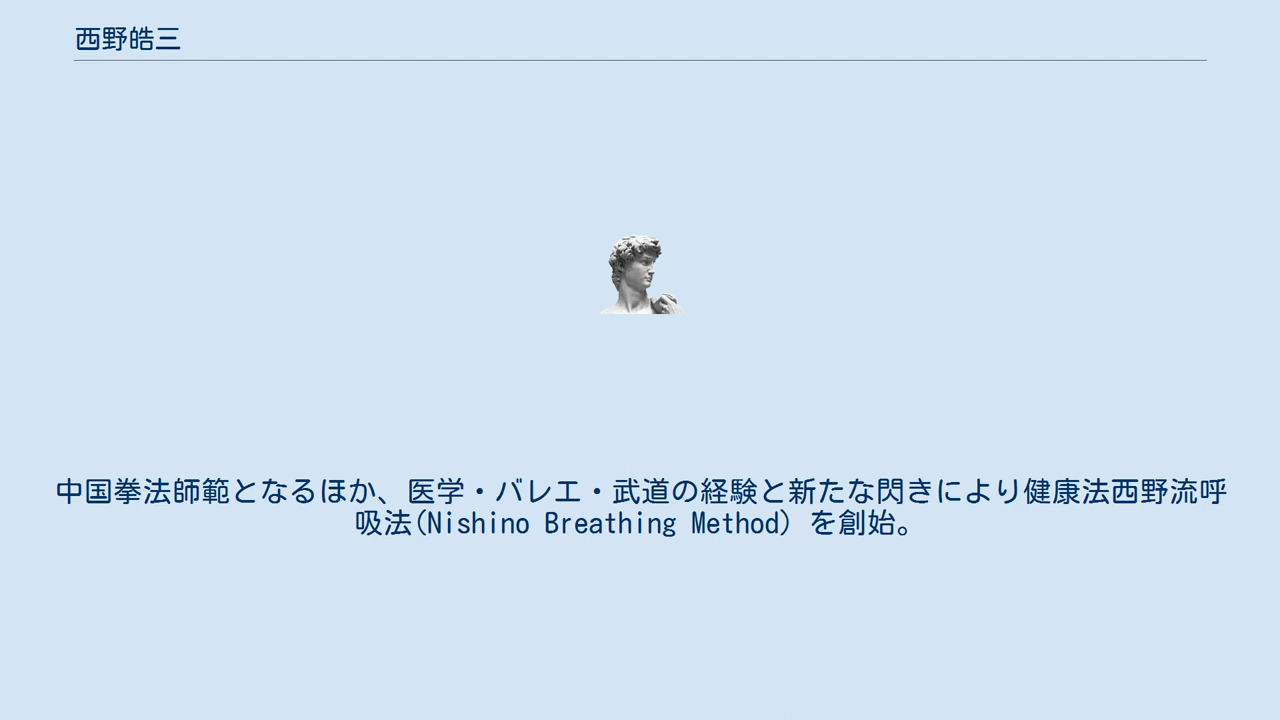 西野皓三
中国拳法師範となるほか、医学・バレエ・武道の経験と新たな閃きにより健康法西野流呼
吸法(Nishino Breathing Method) を創始。